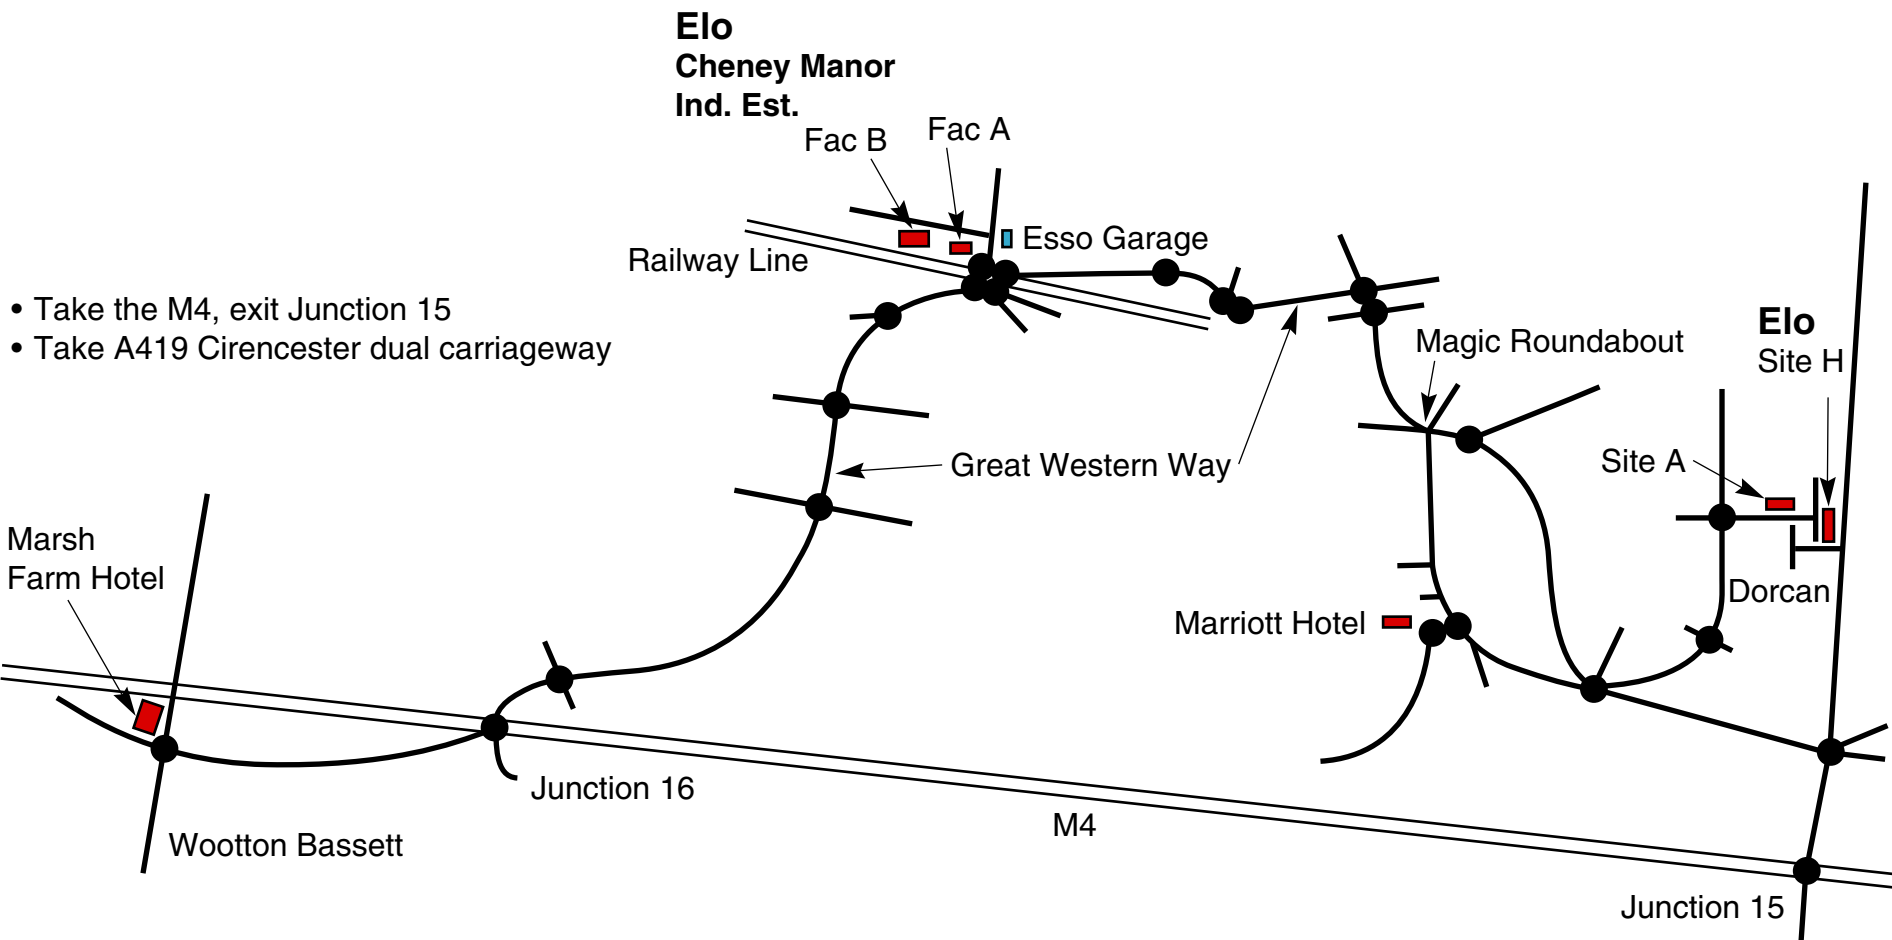 Elo
Cheney Manor
Ind. Est.
Fac B
Fac A
Esso Garage
Railway Line
• Take the M4, exit Junction 15
• Take A419 Cirencester dual carriageway
Magic Roundabout
Elo
Site H
Great Western Way
Site A
Marsh
Farm Hotel
Dorcan
Marriott Hotel
Junction 16
M4
Wootton Bassett
Junction 15